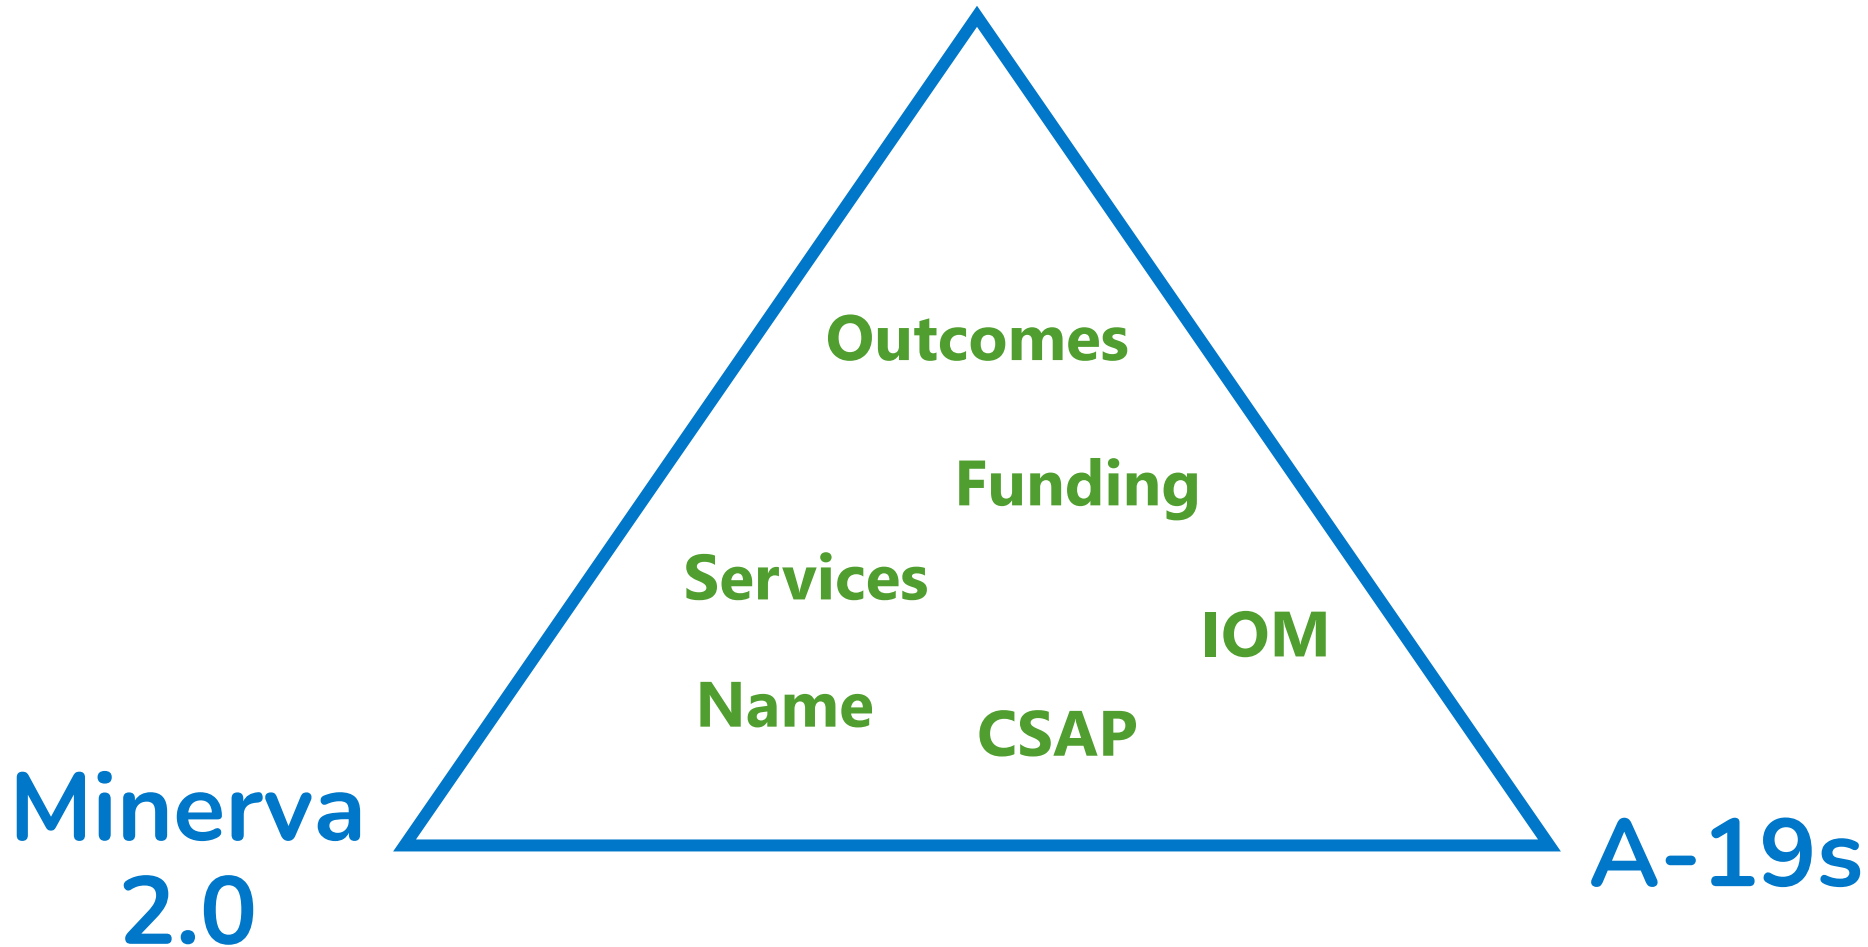 Outcomes
Funding
Services
IOM
Name
CSAP
Minerva
2.0
A-19s